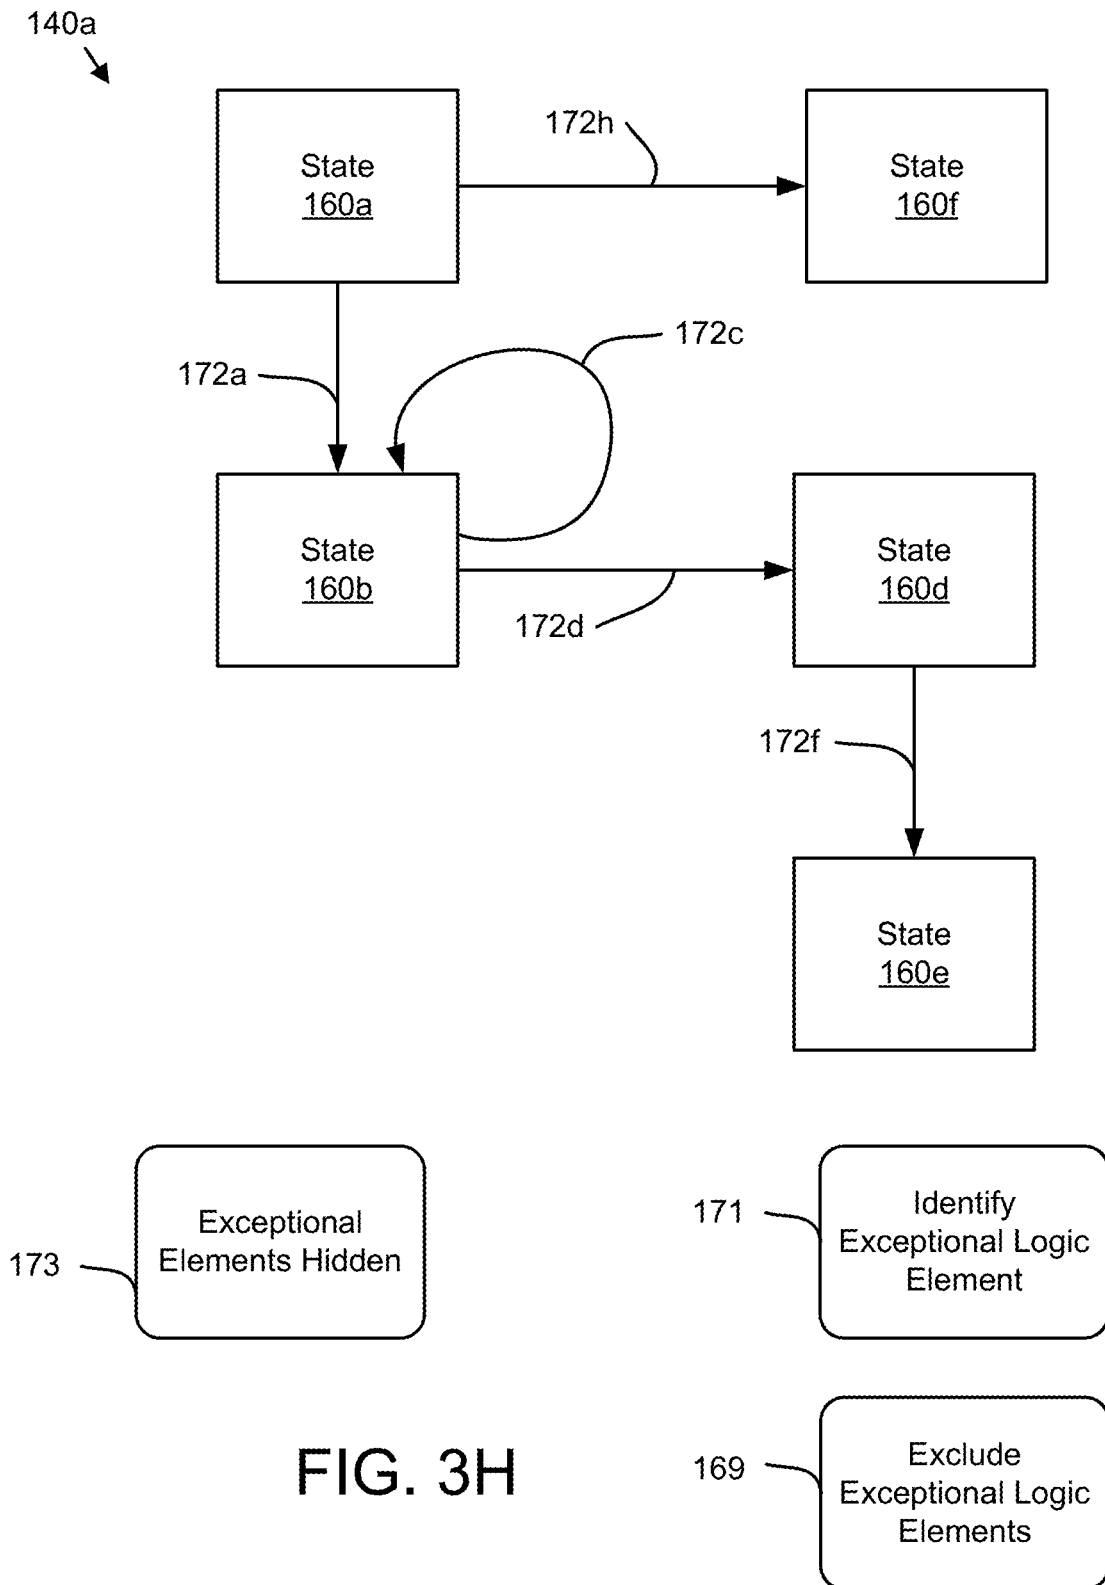 140a
172h
State
160a
State
160f
172c
172a
State
160b
State
160d
172d
172f
State
160e
Exceptional
Elements Hidden
173
171
Identify
Exceptional Logic
Element
FIG. 3H
169
Exclude
Exceptional Logic
Elements